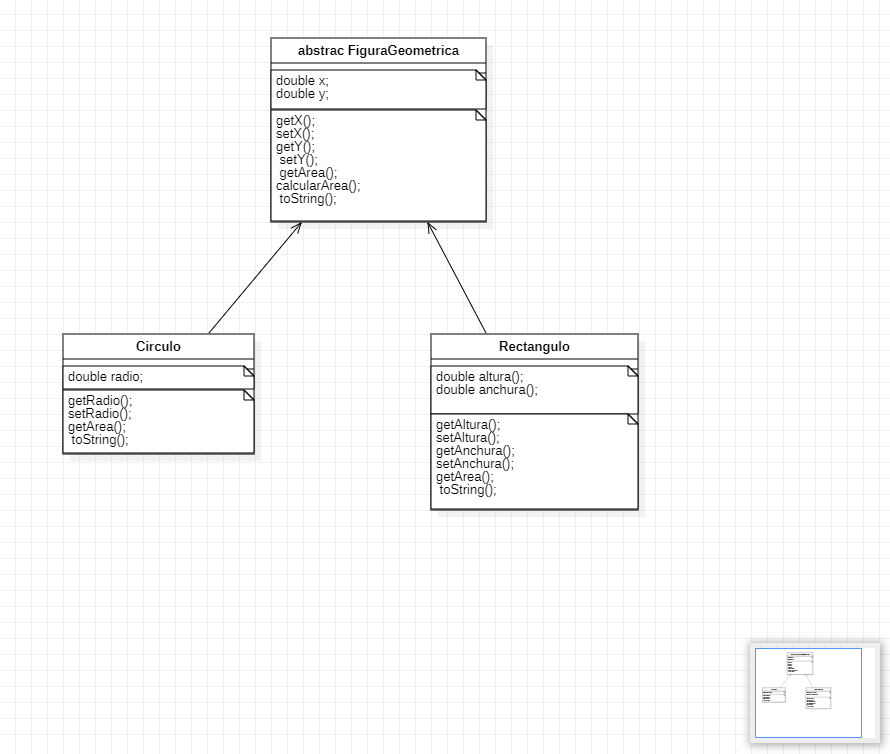 abstrac FiguraGeometrica
double x;
double y;
getX();
setX();
getY();
setY();
getArea();
calcularArea();
toString();
Circulo
double radio;
getRadio();
setRadio();
getArea();
toString();
Rectangulo
double altura();
double anchura();
getAltura();
setAltura();
getAnchura();
setAnchura();
getArea();
toString();